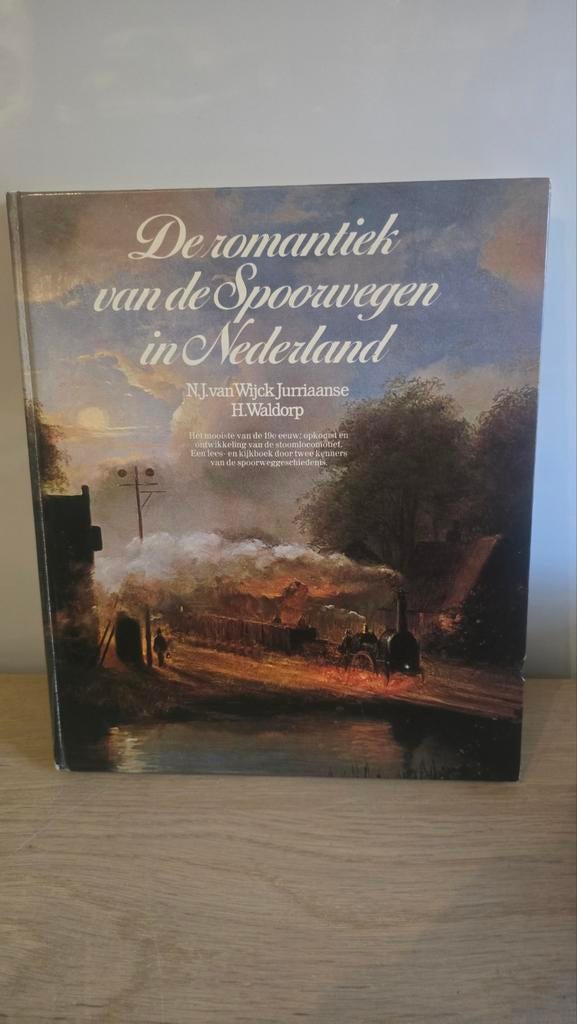 De romantiek
van de Spoorwegen
in Nederland
N.J. van Wijck Jurriaanse
H. Waldorp
Het mooiste van de 19e eeuw: opkomst en
ontwikkeling van de stoomlocomotief.
Een lees- en kijkboek door twee kenners
van de spoorweggeschiedenis.